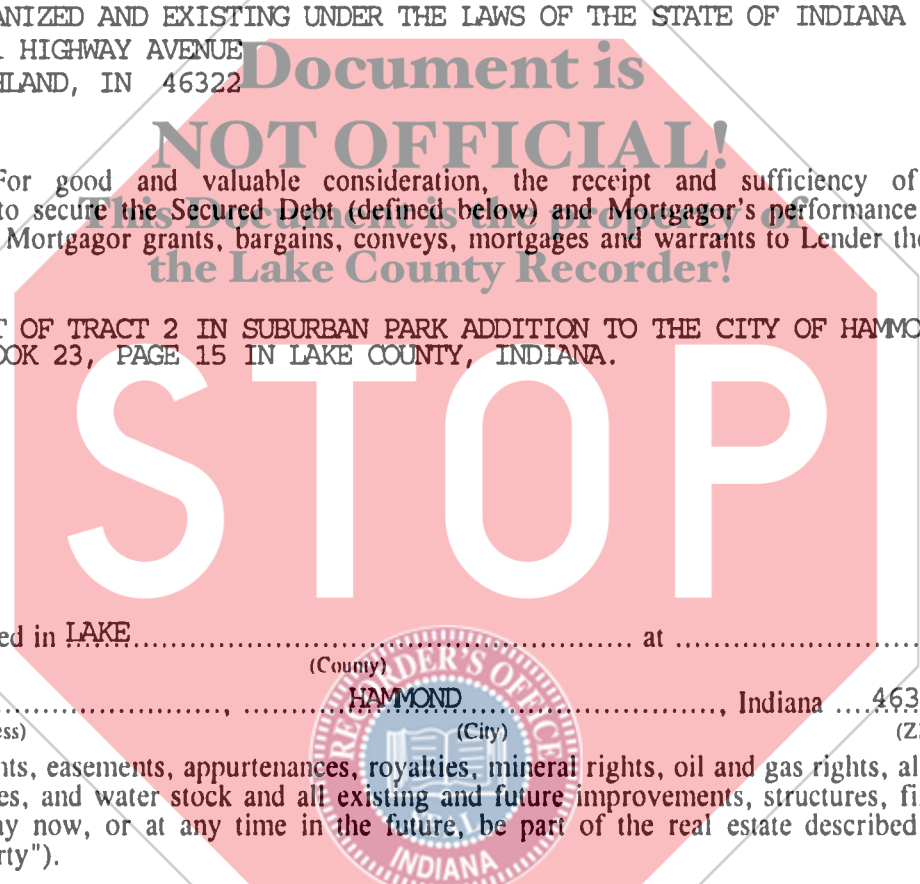 ANIZED AND EXISTING UNDER THE LAWS OF THE STATE OF INDIANA
HIGHWAY AVENUE
HLAND, IN 46322
Document is
NOT OFFICIAL!
For good and valuable consideration, the receipt and sufficiency of
to secure the Secured Debt (defined below) and Mortgagor's performance
This Document is the property of
Mortgagor grants, bargains, conveys, mortgages and warrants to Lender the
the Lake County Recorder!
T OF TRACT 2 IN SUBURBAN PARK ADDITION TO THE CITY OF HAMMO
OOK 23, PAGE 15 IN LAKE COUNTY, INDIANA.
STOP
ed in LAKE at
(County)
RECORDER'S OFFICE
, HAMMOND, Indiana 463
ess) (City) (Z
nts, easements, appurtenances, royalties, mineral rights, oil and gas rights, al
es, and water stock and all existing and future improvements, structures, fi
ay now, or at any time in the future, be part of the real estate described
SEAL
rty").
INDIANA